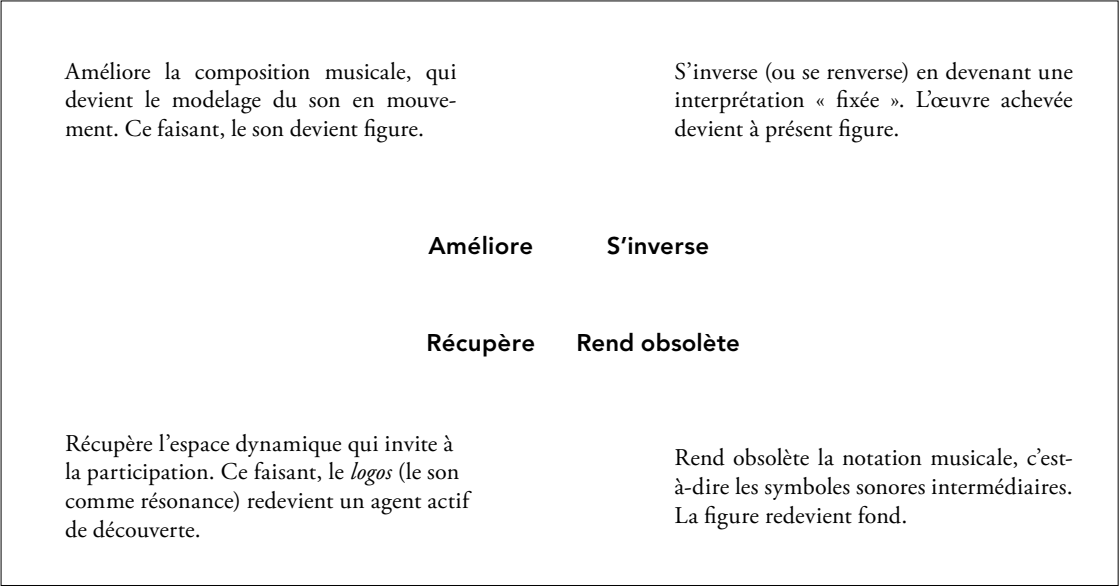 Améliore la composition musicale, qui
devient le modelage du son en mouve-
ment. Ce faisant, le son devient figure.
S’inverse (ou se renverse) en devenant une
interprétation « fixée ». L’œuvre achevée
devient à présent figure.
Améliore
S’inverse
Récupère
Rend obsolète
Récupère l’espace dynamique qui invite à
la participation. Ce faisant, le logos (le son
comme résonance) redevient un agent actif
de découverte.
Rend obsolète la notation musicale, c’est-
à-dire les symboles sonores intermédiaires.
La figure redevient fond.